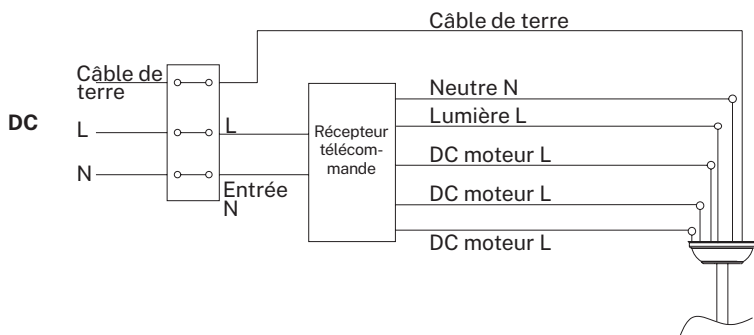 Câble de terre
Câble de
terre
DC
L
L
N
Entrée
N
Récepteur
télécom-
mande
Neutre N
Lumière L
DC moteur L
DC moteur L
DC moteur L